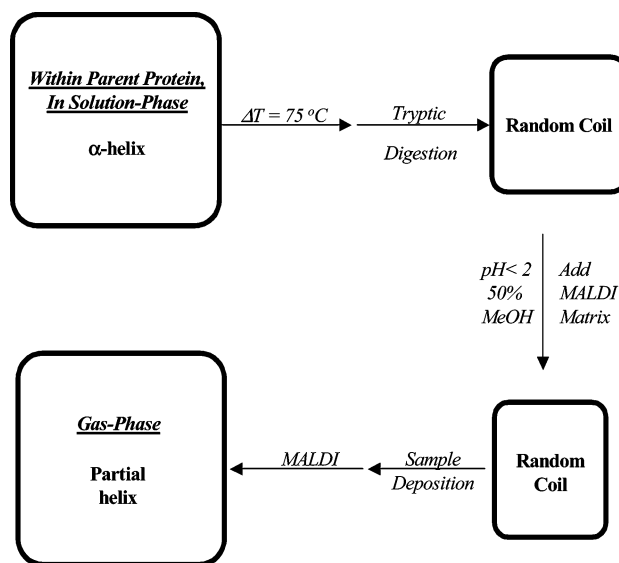 Within Parent Protein,
In Solution-Phase
α-helix
ΔT = 75 °C
Tryptic
Digestion
Random Coil
pH< 2
50%
MeOH
Add
MALDI
Matrix
Random
Coil
Sample
Deposition
MALDI
Gas-Phase
Partial
helix